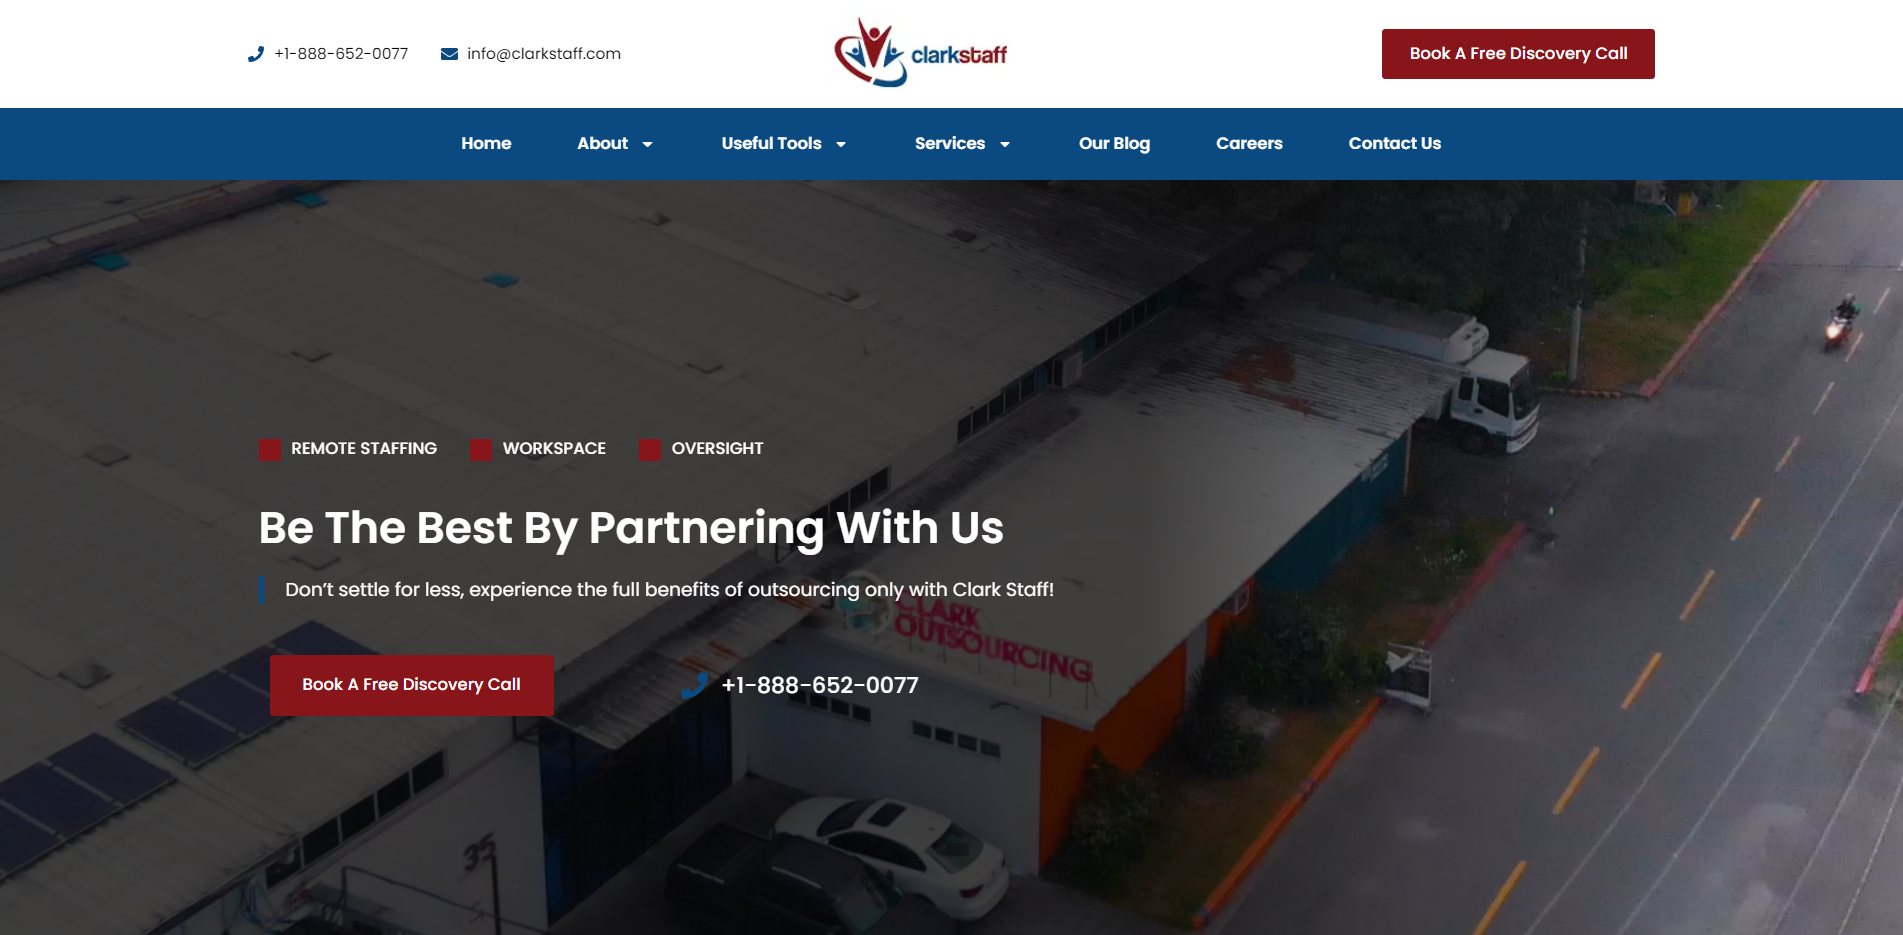 +1-888-652-0077
info@clarkstaff.com
clarkstaff
Book A Free Discovery Call
Home
About
Useful Tools
Services
Our Blog
Careers
Contact Us
REMOTE STAFFING
WORKSPACE
OVERSIGHT
Be The Best By Partnering With Us
Don’t settle for less, experience the full benefits of outsourcing only with Clark Staff!
CLARK
OUTSOURCING
Book A Free Discovery Call
+1-888-652-0077
35